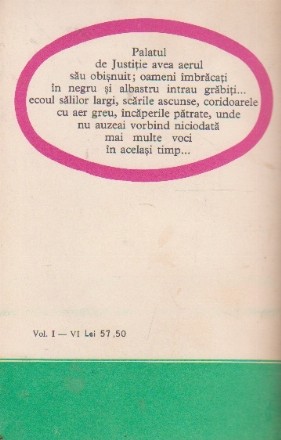 Palatul
de Justiție avea aerul
său obișnuit; oameni îmbrăcați
în negru și albastru intrau grăbiți...
ecoul sălilor largi, scările ascunse, coridoarele
cu aer greu, încăperile pătrate, unde
nu auzeai vorbind niciodată
mai multe voci
în același timp...
Vol. I — VI Lei 57,50